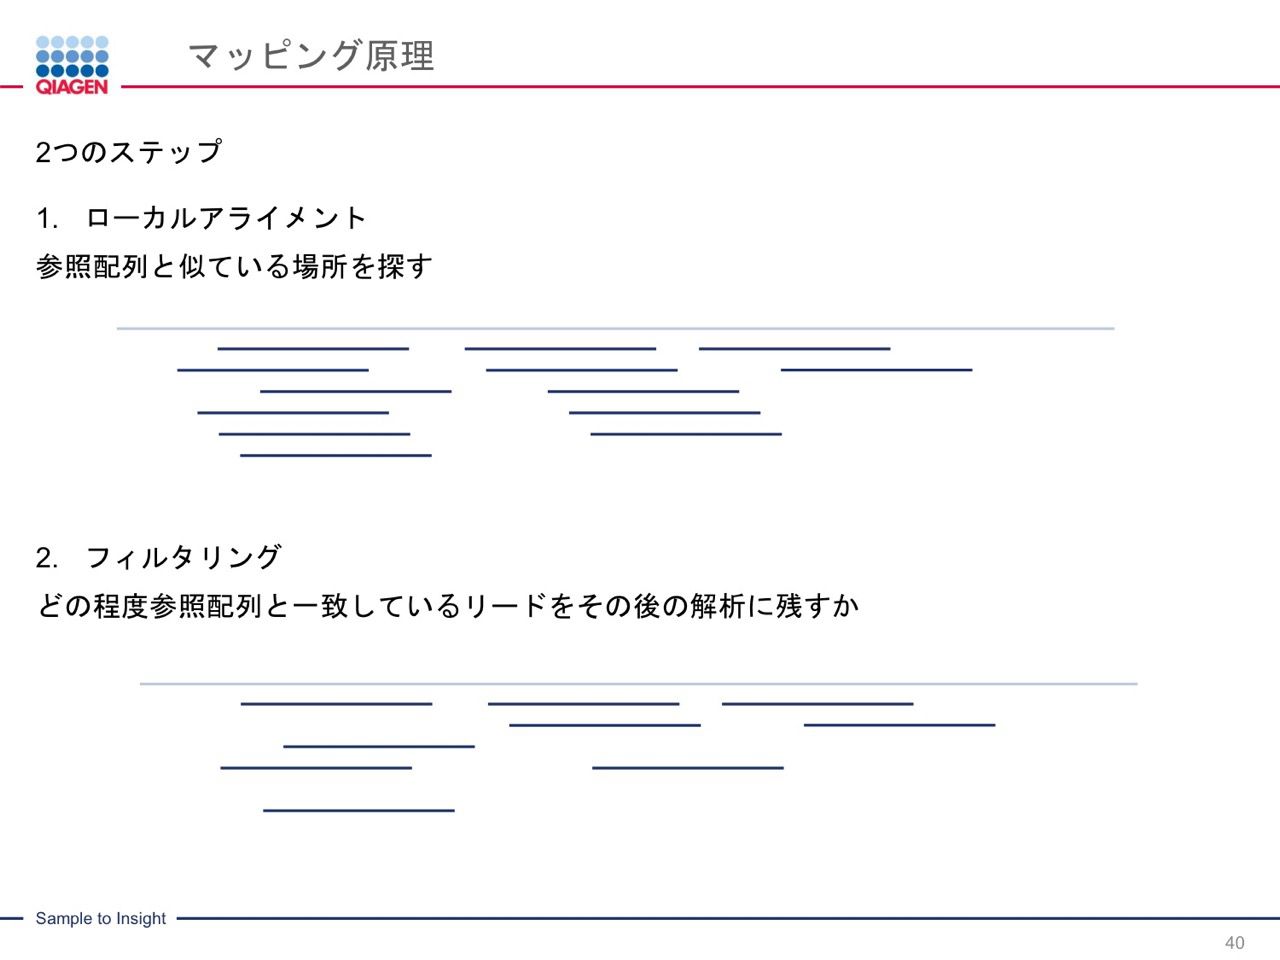 QIAGEN
マッピング原理
2つのステップ
1. ローカルアライメント
参照配列と似ている場所を探す
2. フィルタリング
どの程度参照配列と一致しているリードをその後の解析に残すか
Sample to Insight
40